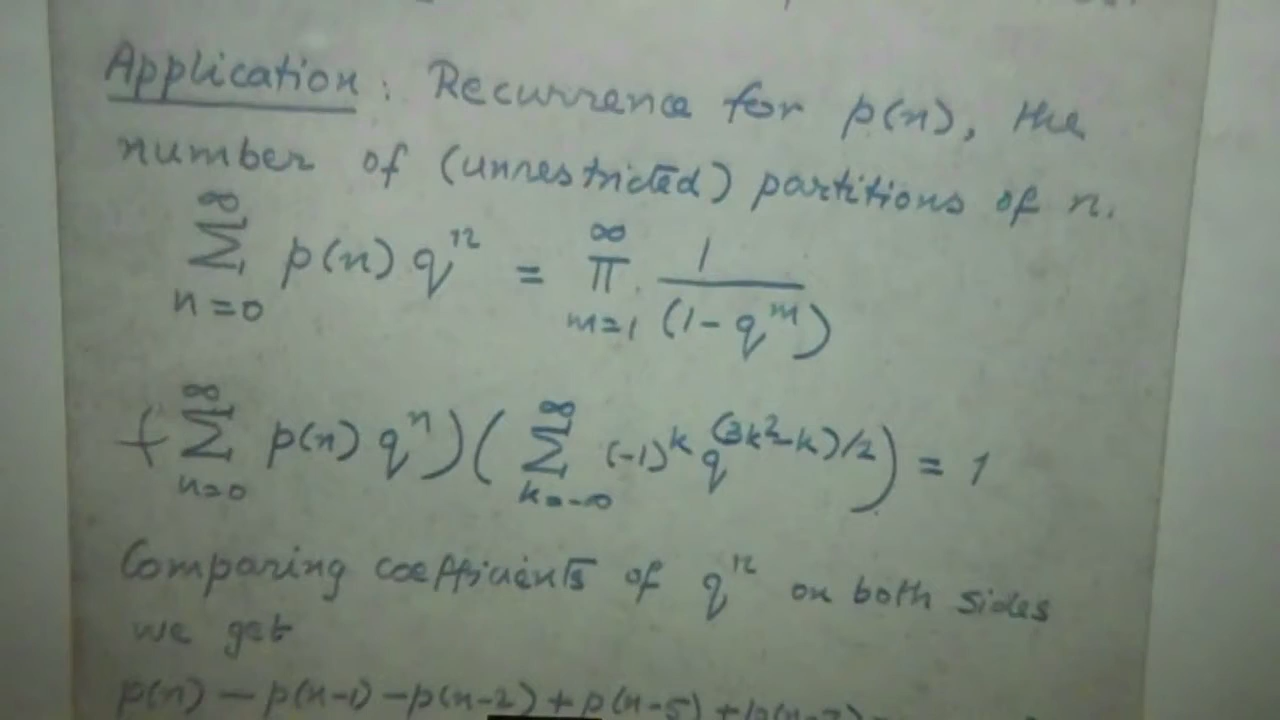 Application: Recurrence for p(n), the
number of (unrestricted) partitions of n.
∑_{n=0}^{∞} p(n) q^n = ∏_{m=1}^{∞} 1/(1-q^m)
(∑_{n=0}^{∞} p(n) q^n)(∑_{k=-∞}^{∞} (-1)^k q^{(3k²-k)/2}) = 1
Comparing coefficients of q^n on both sides
we get
p(n) - p(n-1) - p(n-2) + p(n-5) + p(n-7)